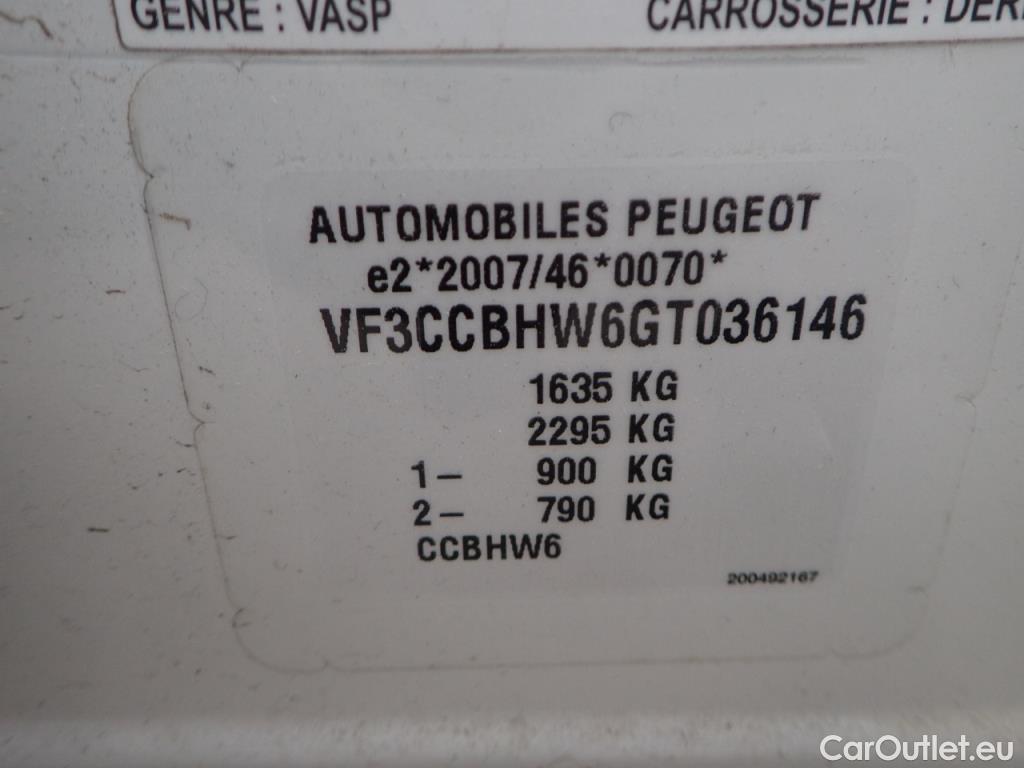 GENRE : VASP CARROSSERIE :
AUTOMOBILES PEUGEOT
e2*2007/46*0070*
VF3CCBHW6GT036146
1635 KG
2295 KG
1- 900 KG
2- 790 KG
CCBHW6
200492167
CarOutlet.eu